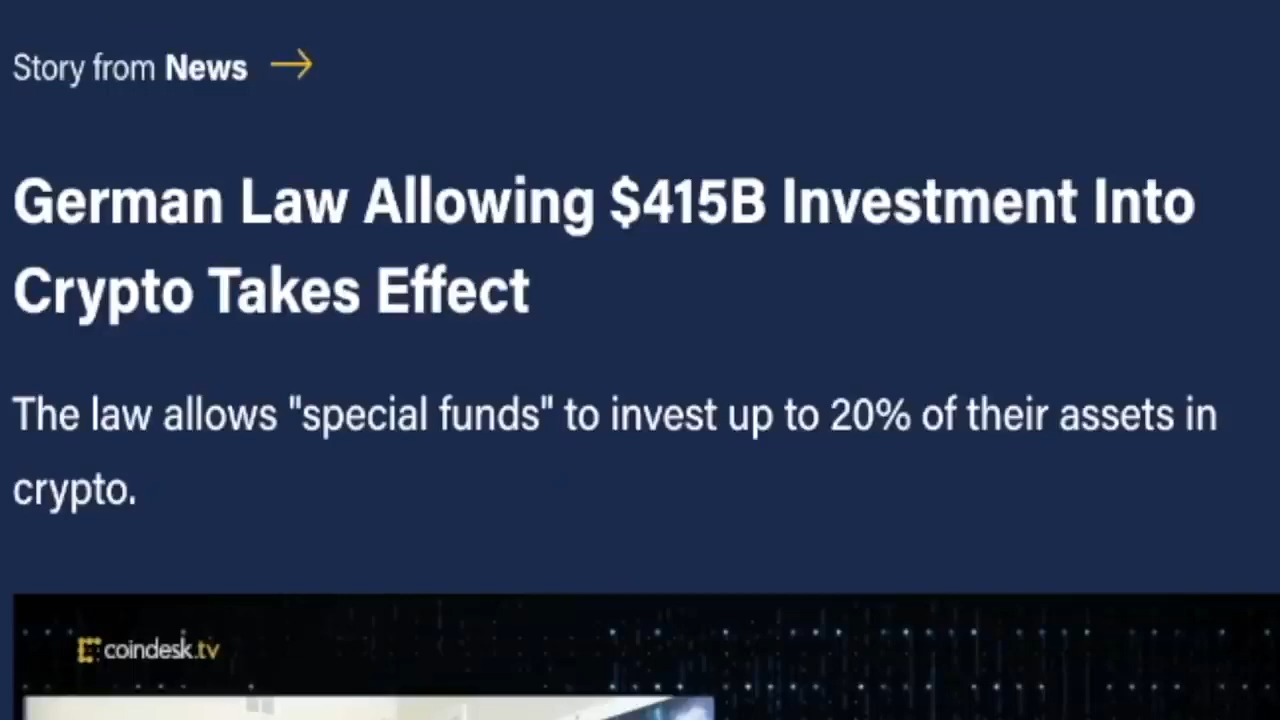 Story from News
German Law Allowing $415B Investment Into
Crypto Takes Effect
The law allows "special funds" to invest up to 20% of their assets in
crypto.
coindesk.tv